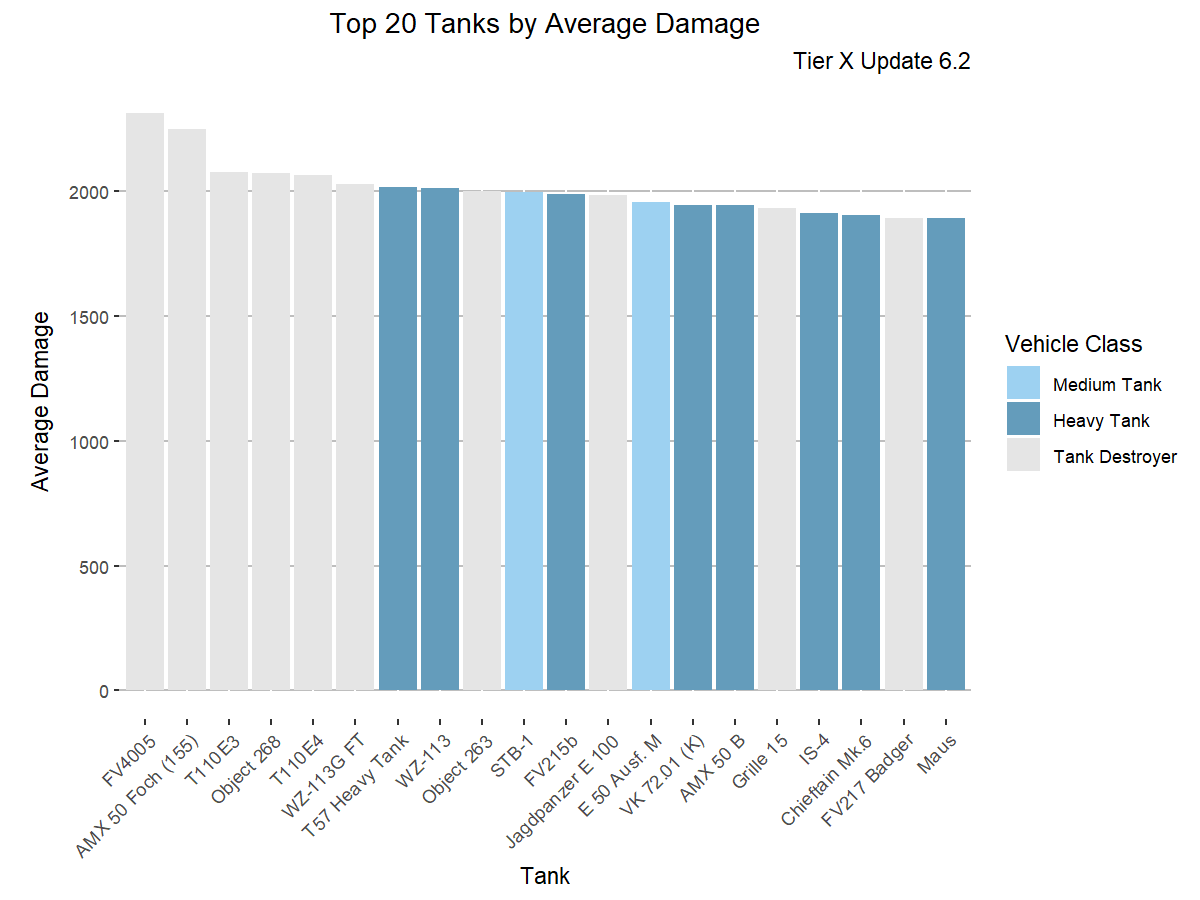 Top 20 Tanks by Average Damage
Tier X Update 6.2
Average Damage
2000
1500
1000
500
0
FV4005
AMX 50 Foch (155)
T110E3
Object 268
T110E4
WZ-113G FT
T57 Heavy Tank
WZ-113
Object 263
STB-1
FV215b
Jagdpanzer E 100
E 50 Ausf. M
VK 72.01 (K)
AMX 50 B
Grille 15
IS-4
Chieftain Mk.6
FV217 Badger
Maus
Tank
Vehicle Class
Medium Tank
Heavy Tank
Tank Destroyer